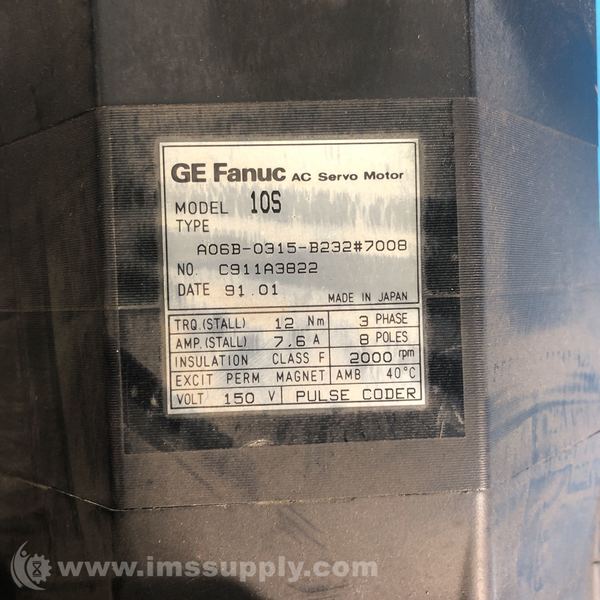 GE Fanuc AC Servo Motor
MODEL 10S
TYPE
A06B-0315-B232#7008
NO. C911A3822
DATE 91.01 MADE IN JAPAN
TRQ.(STALL) 12 Nm 3 PHASE
AMP.(STALL) 7.6 A 8 POLES
INSULATION CLASS F 2000 rpm
EXCIT PERM MAGNET AMB 40°C
VOLT 150 V PULSE CODER
www.imssupply.com